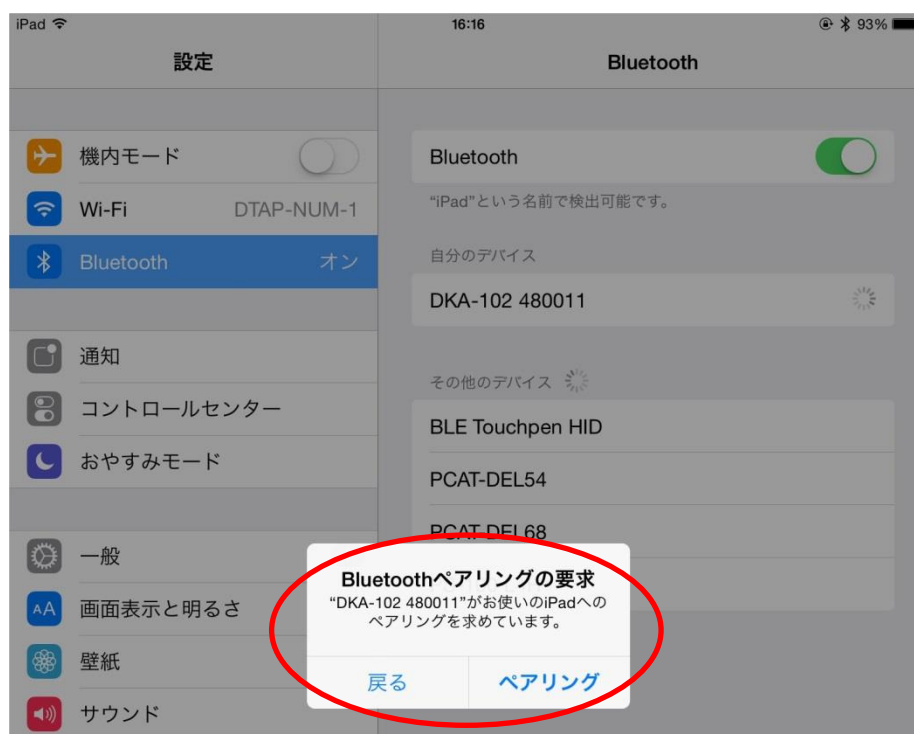 iPad 16:16 93%
設定
Bluetooth
機内モード
Wi-Fi DTAP-NUM-1
Bluetooth オン
通知
コントロールセンター
おやすみモード
一般
画面表示と明るさ
壁紙
サウンド
Bluetooth
“iPad”という名前で検出可能です。
自分のデバイス
DKA-102 480011
その他のデバイス
BLE Touchpen HID
PCAT-DEL54
PCAT-DEL68
Bluetoothペアリングの要求
“DKA-102 480011”がお使いのiPadへの
ペアリングを求めています。
戻る ペアリング